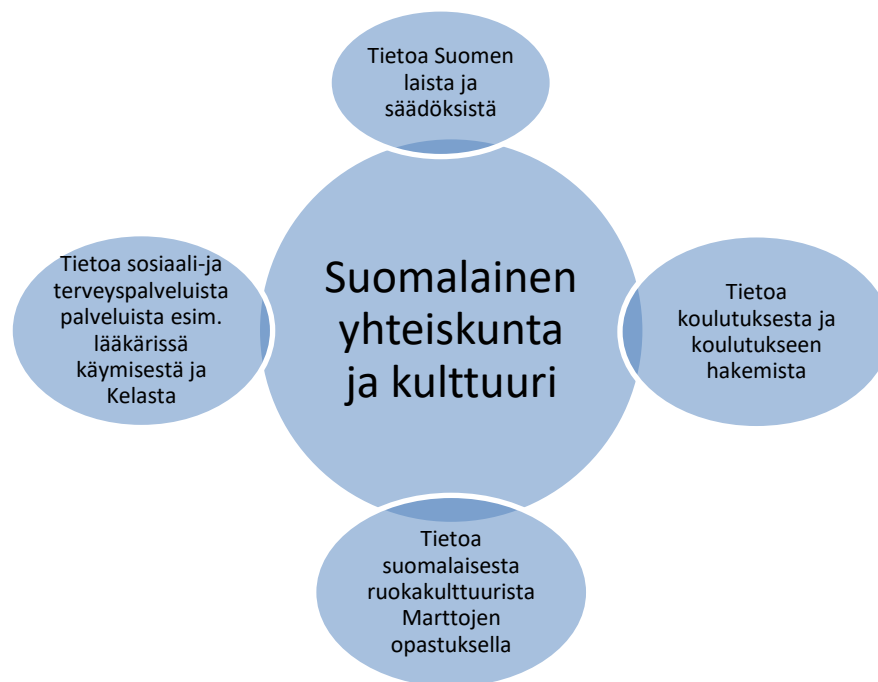 Tietoa Suomen
laista ja
säädöksistä
Tietoa sosiaali-ja
terveyspalveluista
palveluista esim.
lääkärissä
käymisestä ja
Kelasta
Suomalainen
yhteiskunta
ja kulttuuri
Tietoa
koulutuksesta ja
koulutukseen
hakemista
Tietoa
suomalaisesta
ruokakulttuurista
Marttojen
opastuksella